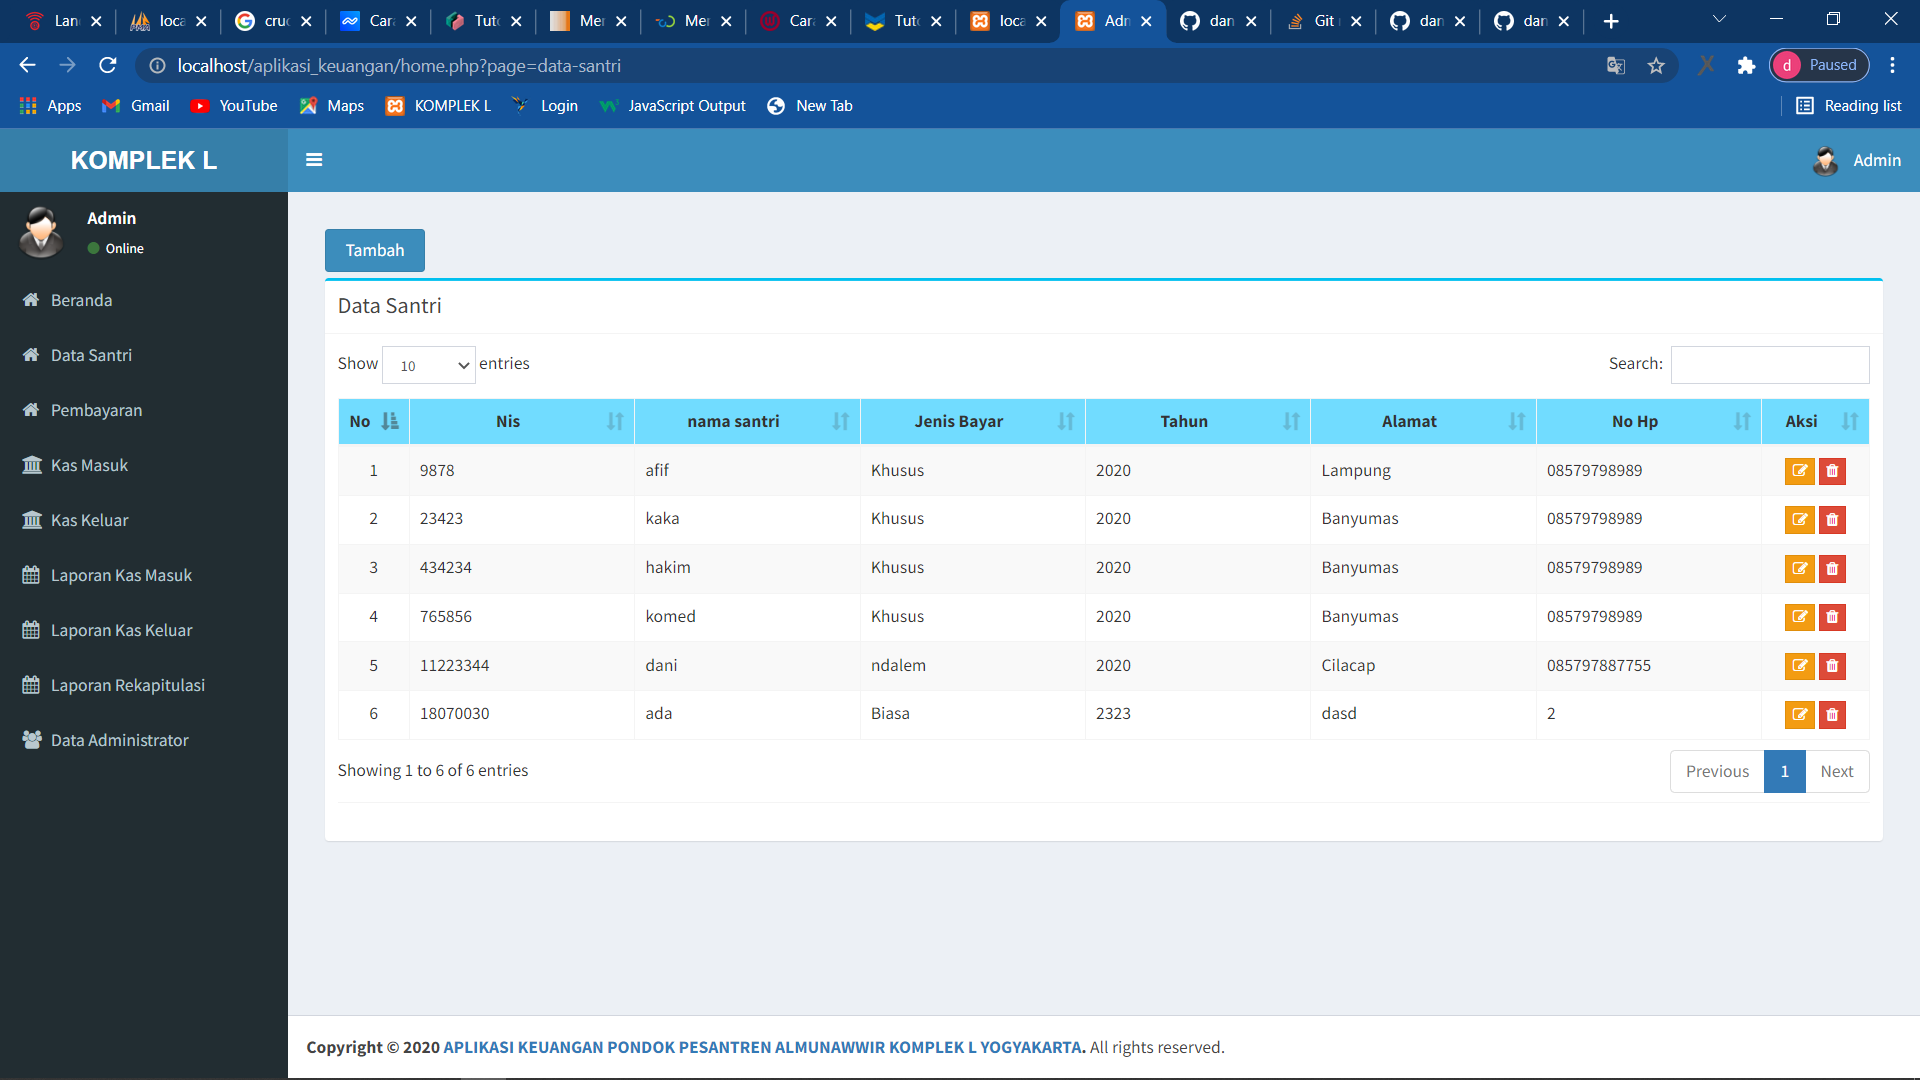 Lan loca cruc Cara Tuto Mer Mer Cara Tuto loca Adm dan Git dan dan
localhost/aplikasi_keuangan/home.php?page=data-santri d Paused
Apps Gmail YouTube Maps KOMPLEK L Login JavaScript Output New Tab Reading list
KOMPLEK L Admin
Admin
Online
Beranda
Data Santri
Pembayaran
Kas Masuk
Kas Keluar
Laporan Kas Masuk
Laporan Kas Keluar
Laporan Rekapitulasi
Data Administrator
Tambah
Data Santri
Show 10 entries Search:
No Nis nama santri Jenis Bayar Tahun Alamat No Hp Aksi
1 9878 afif Khusus 2020 Lampung 08579798989
2 23423 kaka Khusus 2020 Banyumas 08579798989
3 434234 hakim Khusus 2020 Banyumas 08579798989
4 765856 komed Khusus 2020 Banyumas 08579798989
5 11223344 dani ndalem 2020 Cilacap 085797887755
6 18070030 ada Biasa 2323 dasd 2
Showing 1 to 6 of 6 entries Previous 1 Next
Copyright © 2020 APLIKASI KEUANGAN PONDOK PESANTREN ALMUNAWWIR KOMPLEK L YOGYAKARTA. All rights reserved.